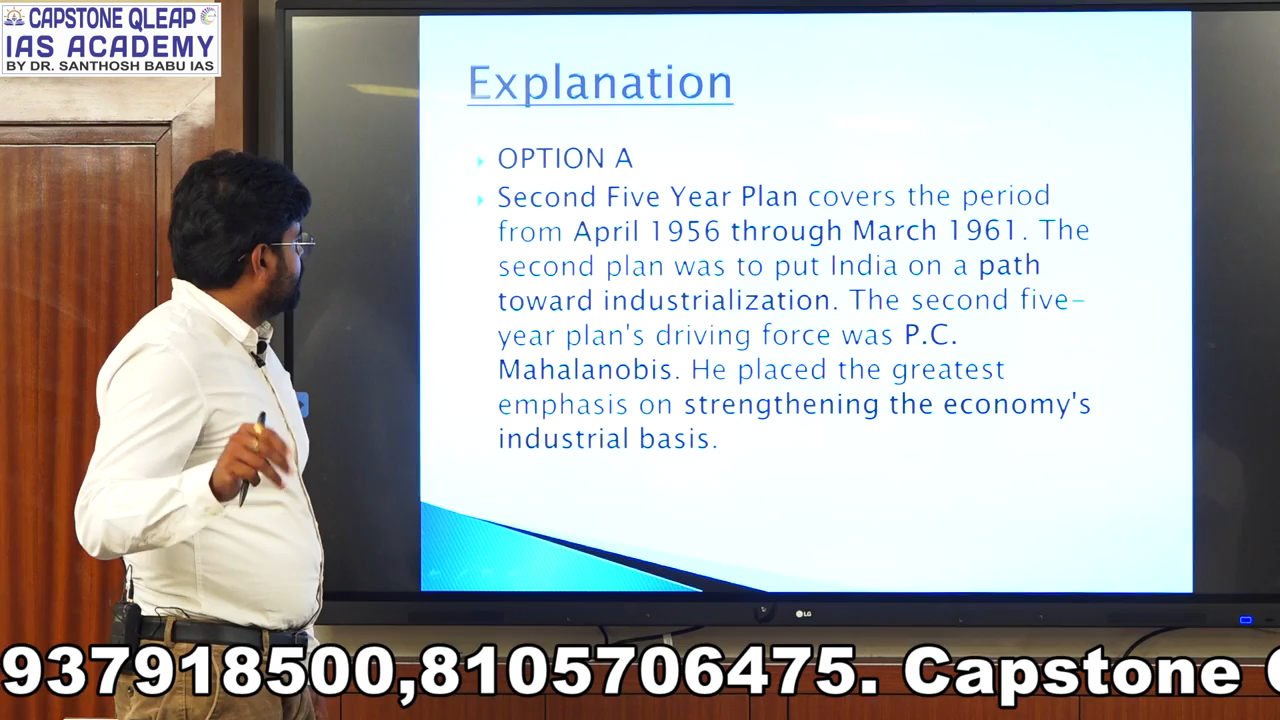 CAPSTONE QLEAP
IAS ACADEMY
BY DR. SANTHOSH BABU IAS
Explanation
OPTION A
Second Five Year Plan covers the period
from April 1956 through March 1961. The
second plan was to put India on a path
toward industrialization. The second five-
year plan's driving force was P.C.
Mahalanobis. He placed the greatest
emphasis on strengthening the economy's
industrial basis.
LG
937918500,8105706475. Capstone